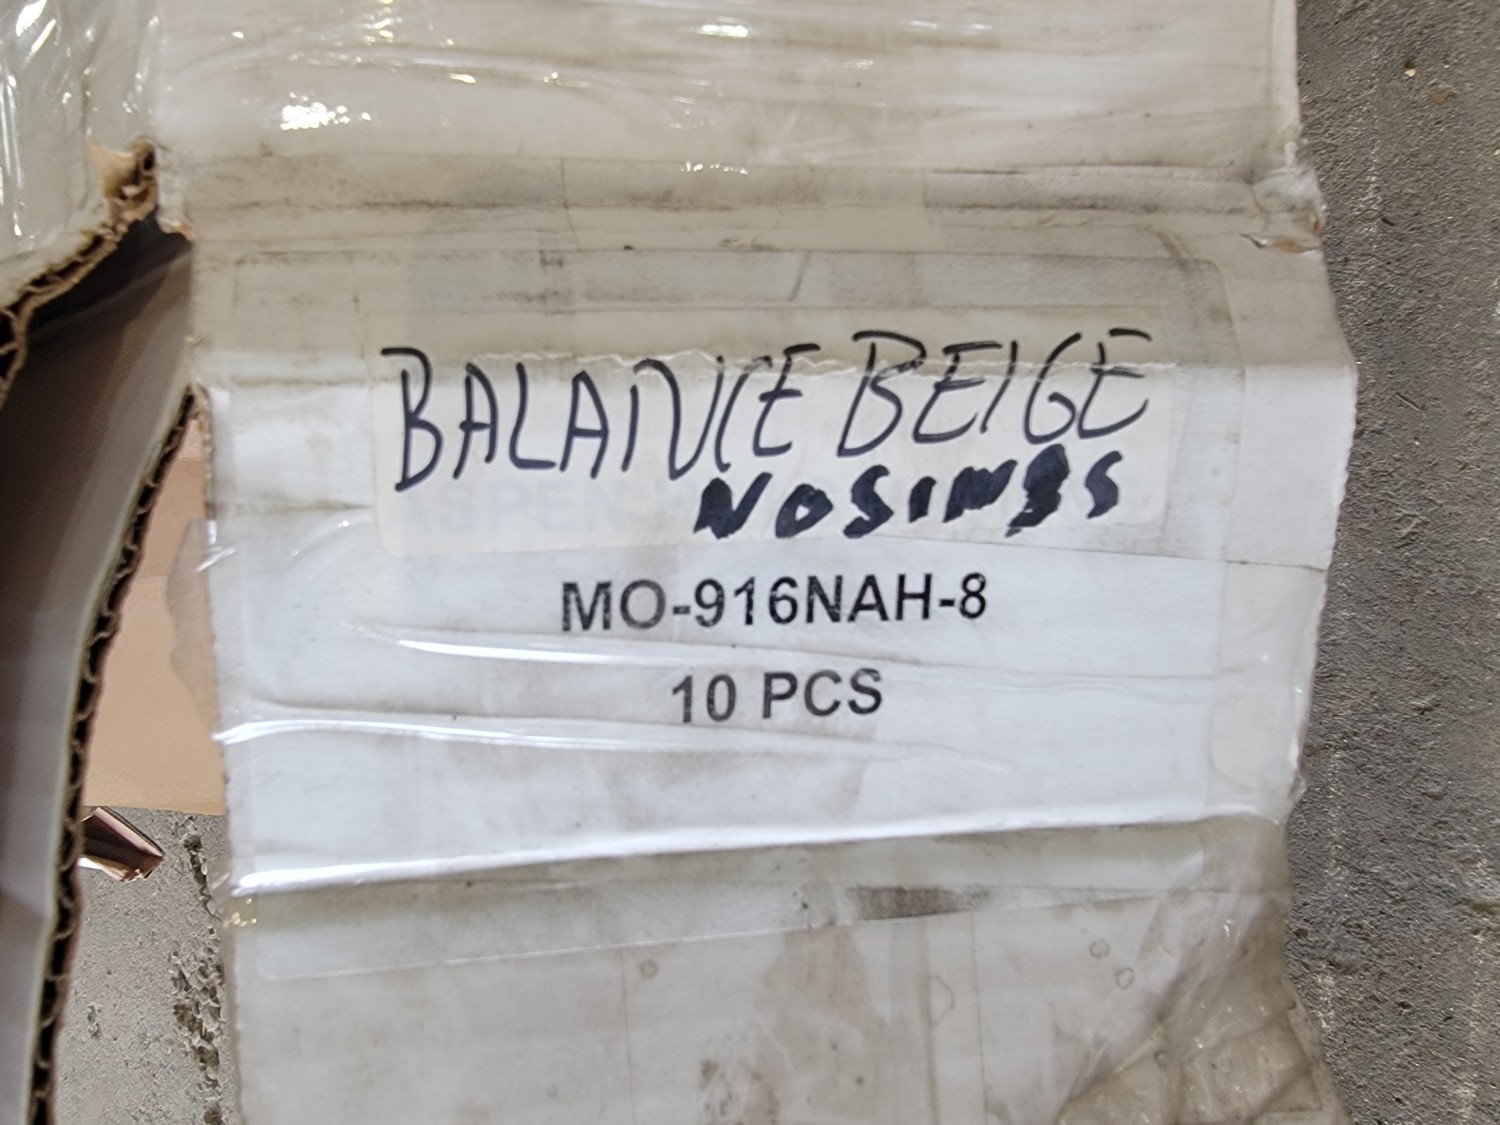 BALANCE BEIGE
NOSINGS
MO-916NAH-8
10 PCS